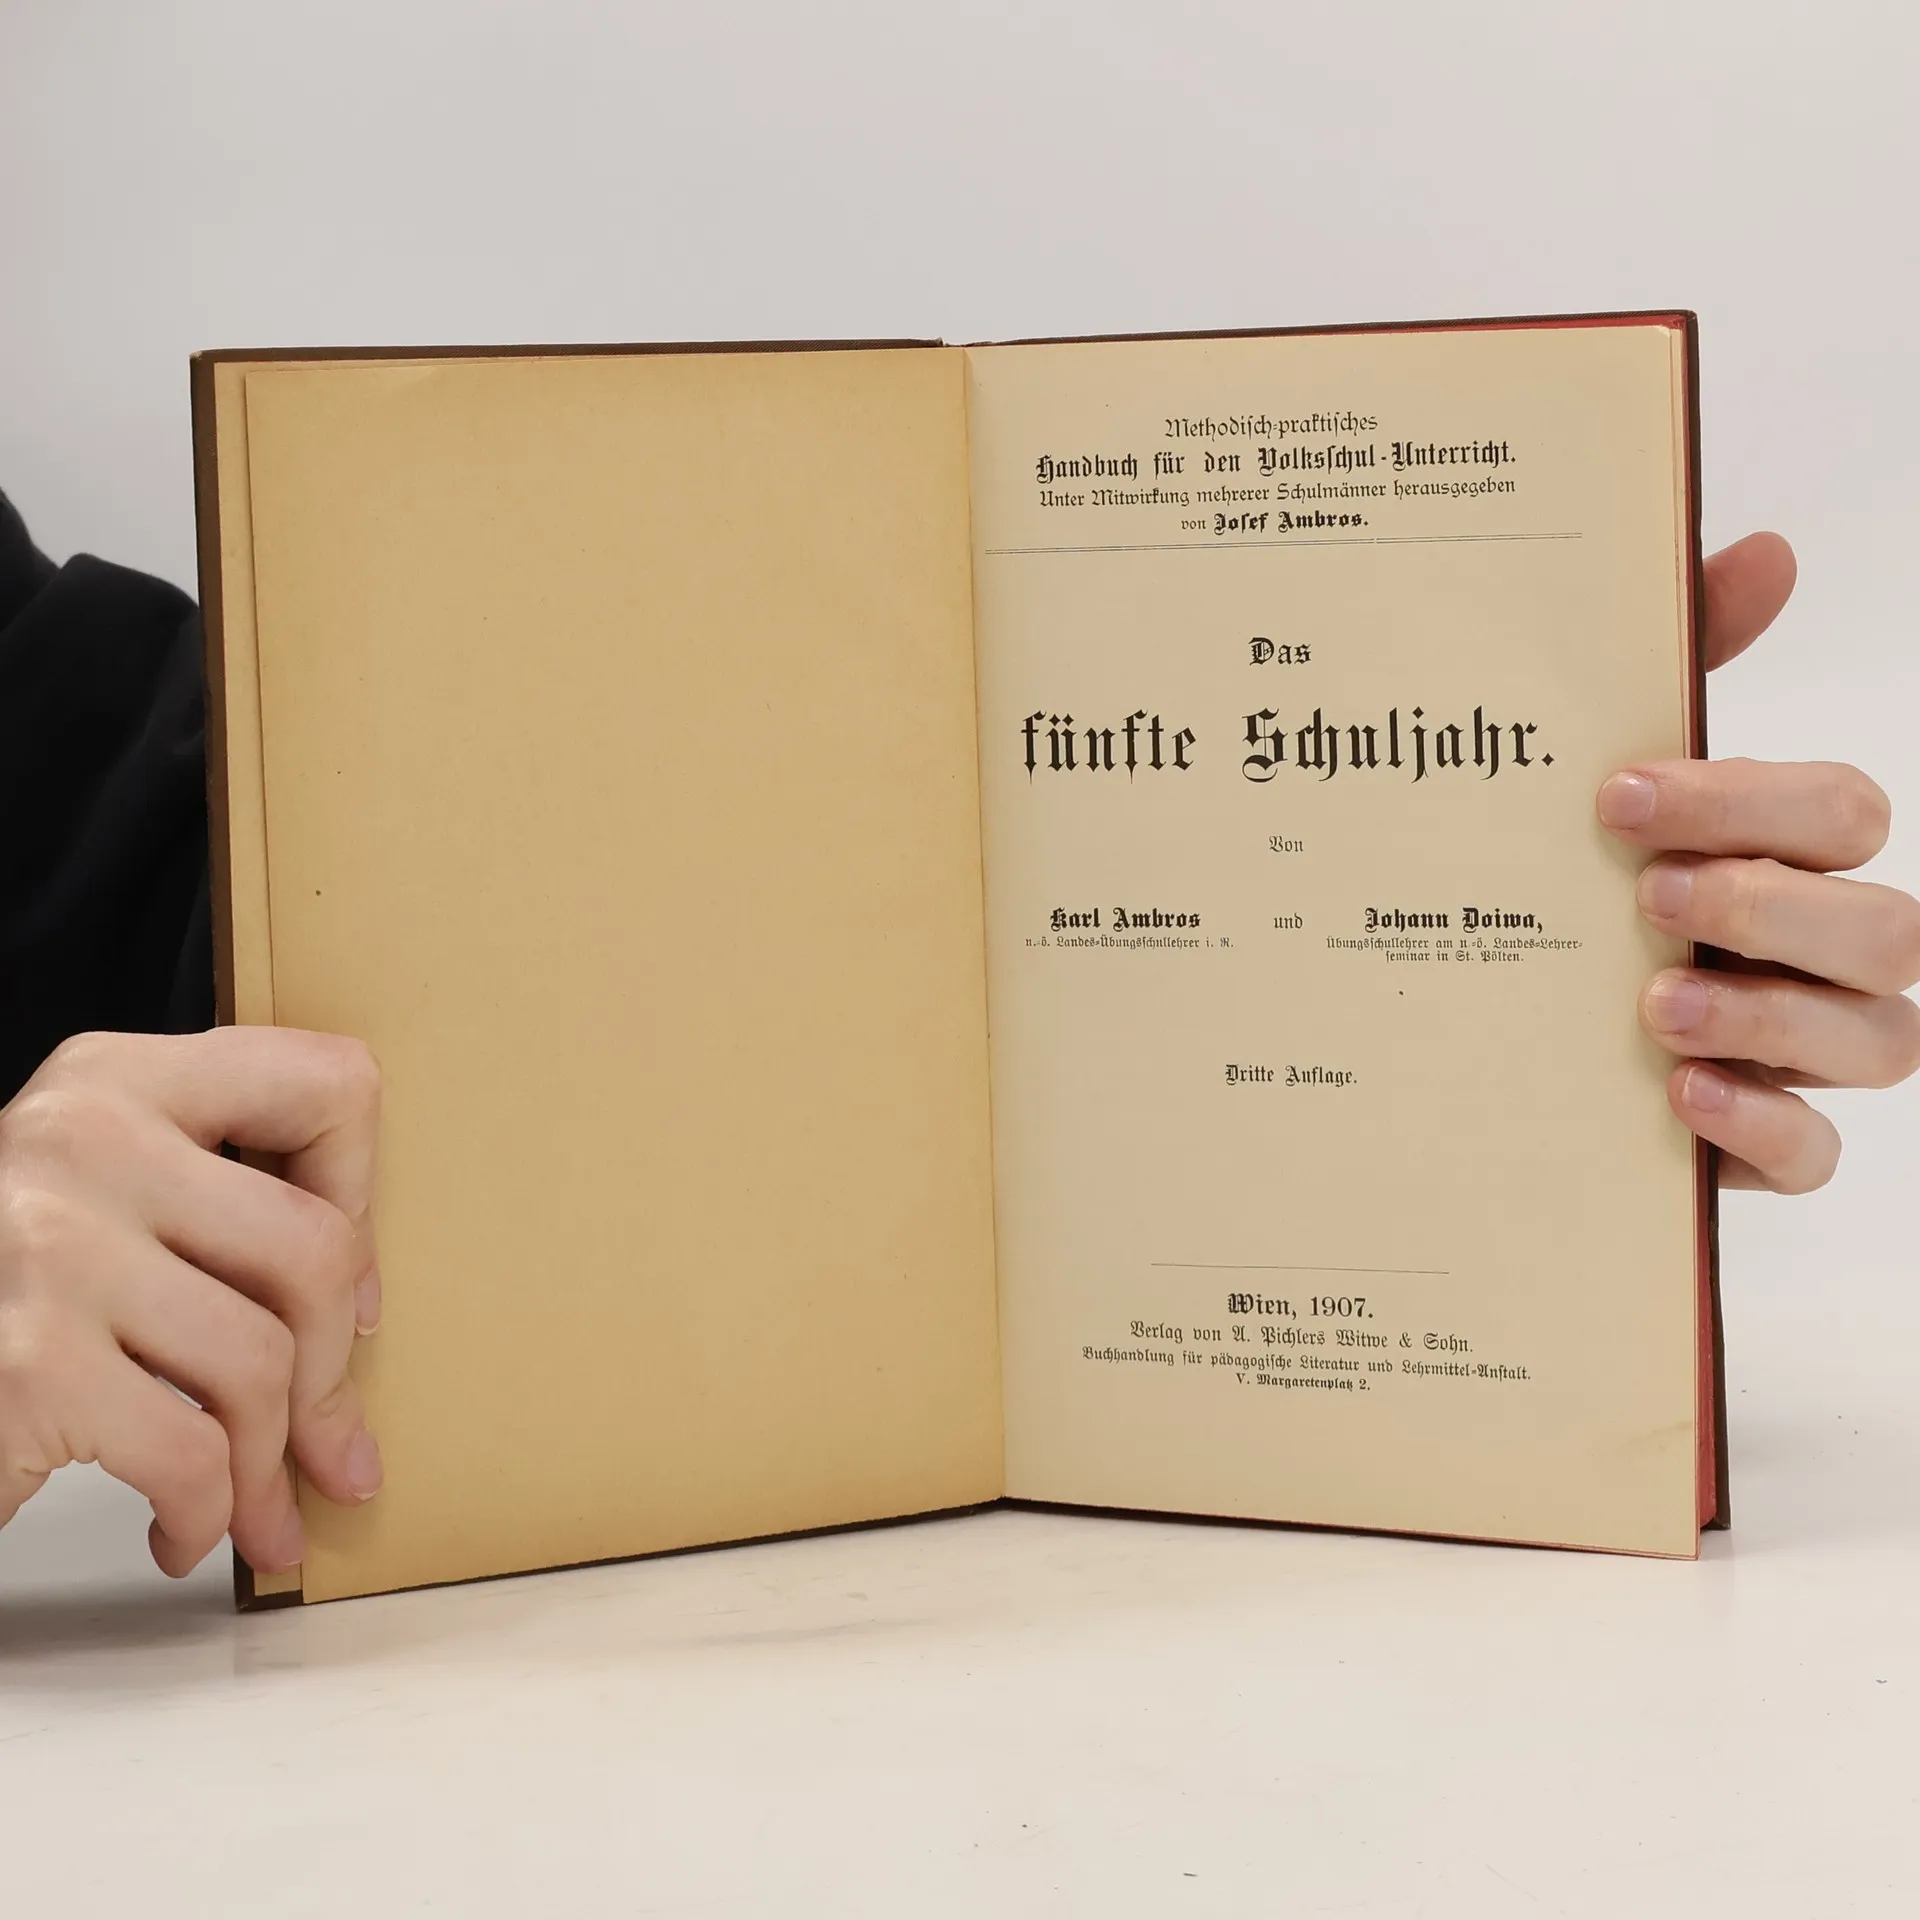 Methodisch-praktisches
Handbuch für den Volksschul-Unterricht.
Unter Mitwirkung mehrerer Schulmänner herausgegeben
von Josef Ambros.
Das
fünfte Schuljahr.
Von
Karl Ambros und Johann Doiwa,
n.-ö. Landes-Übungsschullehrer i. R. Übungsschullehrer am n.-ö. Landes-Lehrer-
seminar in St. Pölten.
Dritte Auflage.
Wien, 1907.
Verlag von A. Pichlers Witwe & Sohn.
Buchhandlung für pädagogische Literatur und Lehrmittel-Anstalt.
V. Margaretenplatz 2.